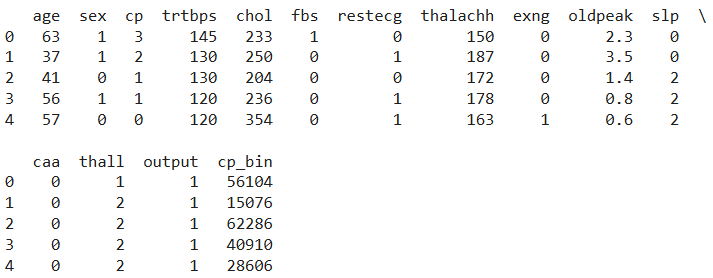 age sex cp trtbps chol fbs restecg thalachh exng oldpeak slp \
0 63 1 3 145 233 1 0 150 0 2.3 0
1 37 1 2 130 250 0 1 187 0 3.5 0
2 41 0 1 130 204 0 0 172 0 1.4 2
3 56 1 1 120 236 0 1 178 0 0.8 2
4 57 0 0 120 354 0 1 163 1 0.6 2
caa thall output cp_bin
0 0 1 1 56104
1 0 2 1 15076
2 0 2 1 62286
3 0 2 1 40910
4 0 2 1 28606